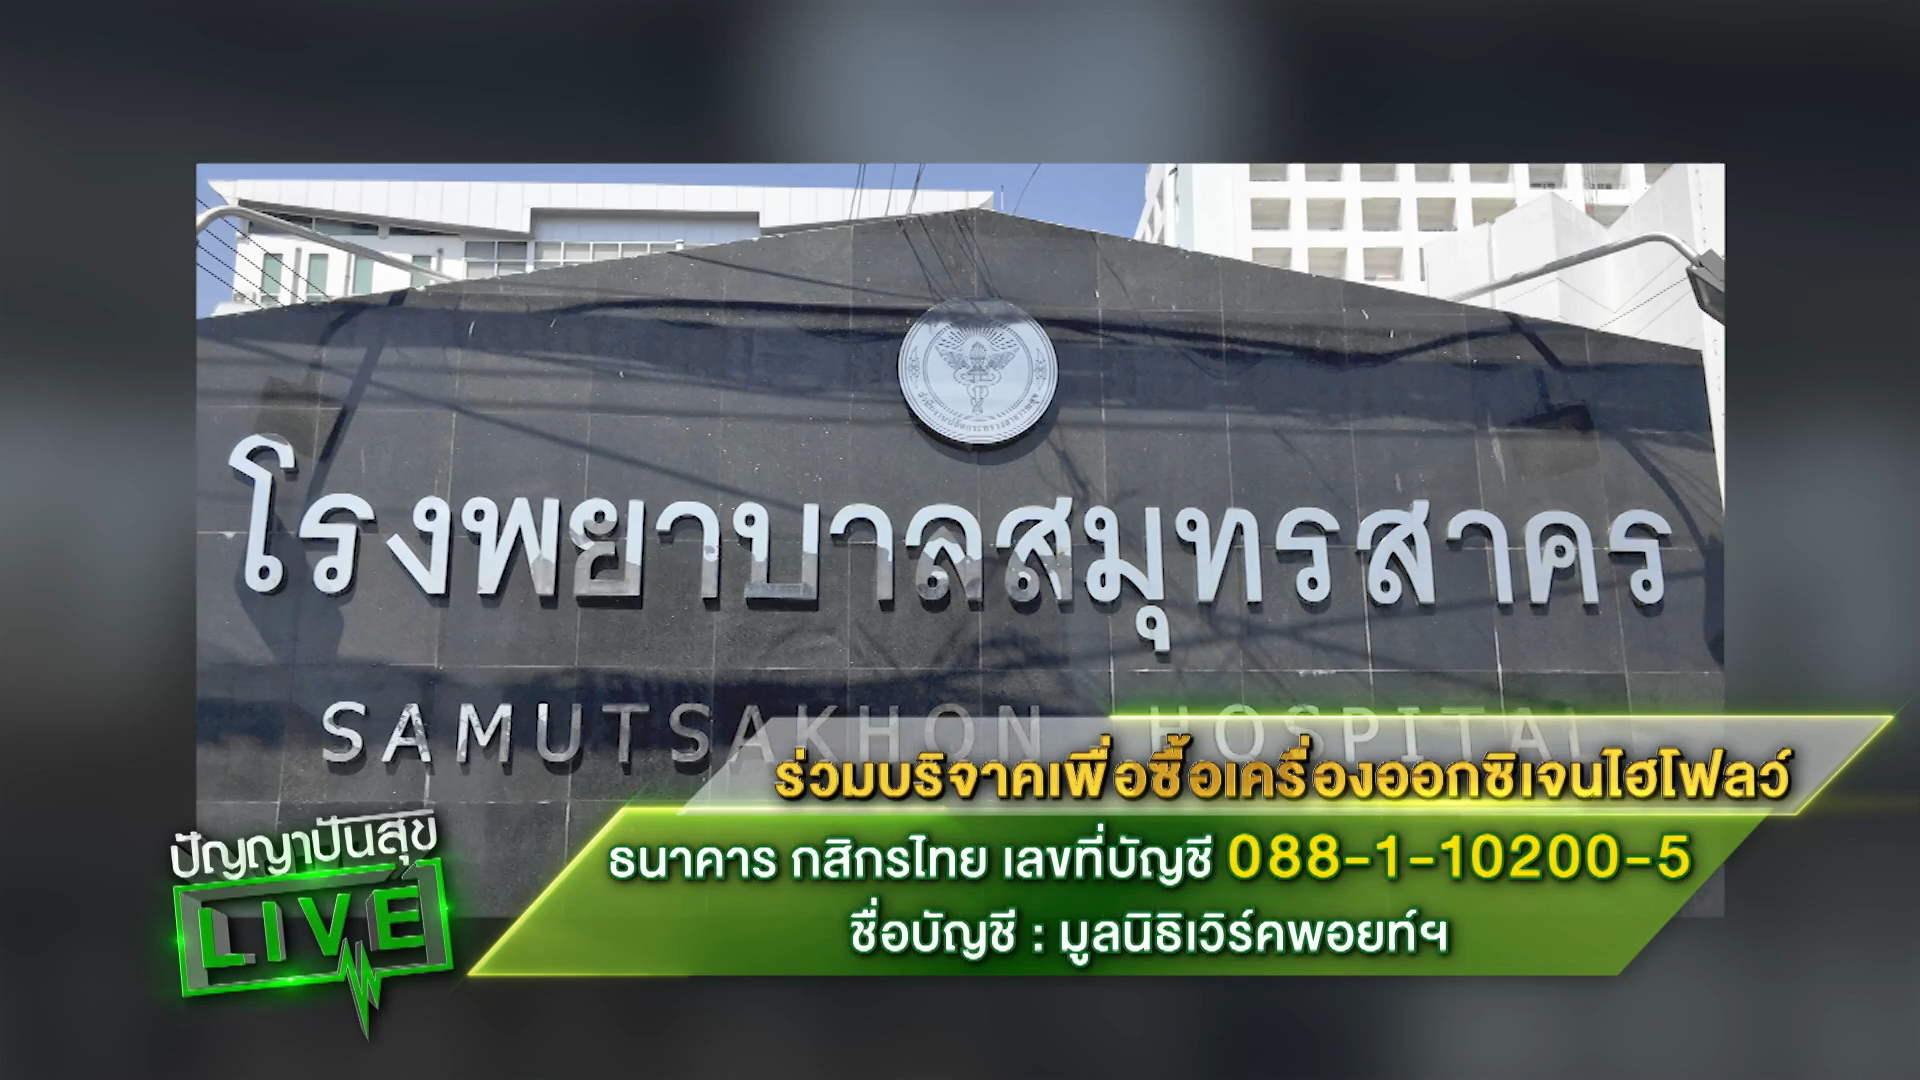 โรงพยาบาลสมุทรสาคร
SAMUTSAKHON HOSPITAL
ร่วมบริจาคเพื่อซื้อเครื่องออกซิเจนไฮโฟลว์
ธนาคาร กสิกรไทย เลขที่บัญชี 088-1-10200-5
ชื่อบัญชี : มูลนิธิเวิร์คพอยท์ฯ
ปัญญาปันสุข
LIVE